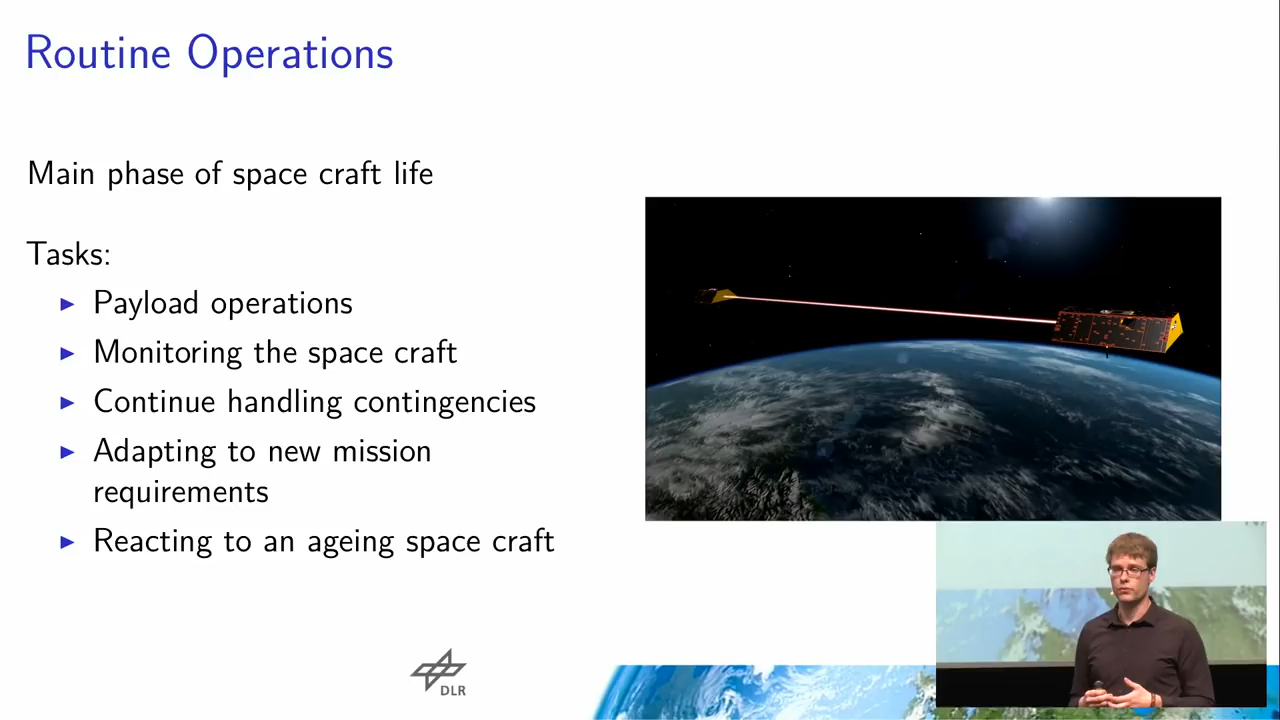 Routine Operations
Main phase of space craft life
Tasks:
Payload operations
Monitoring the space craft
Continue handling contingencies
Adapting to new mission
requirements
Reacting to an ageing space craft
DLR